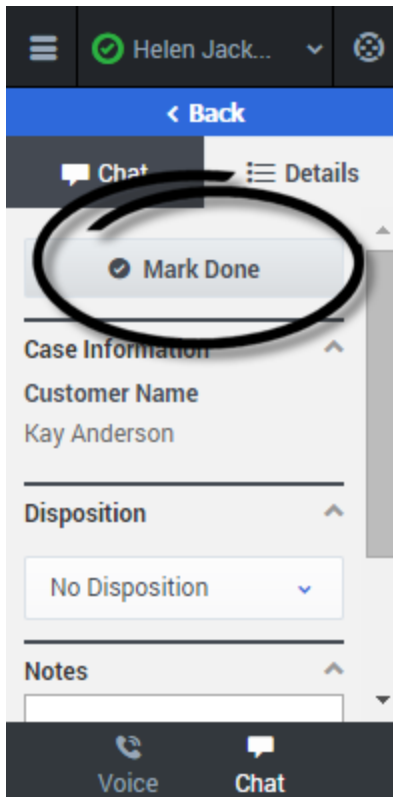 Helen Jack...
Back
Chat Details
Mark Done
Case Information
Customer Name
Kay Anderson
Disposition
No Disposition
Notes
Voice Chat